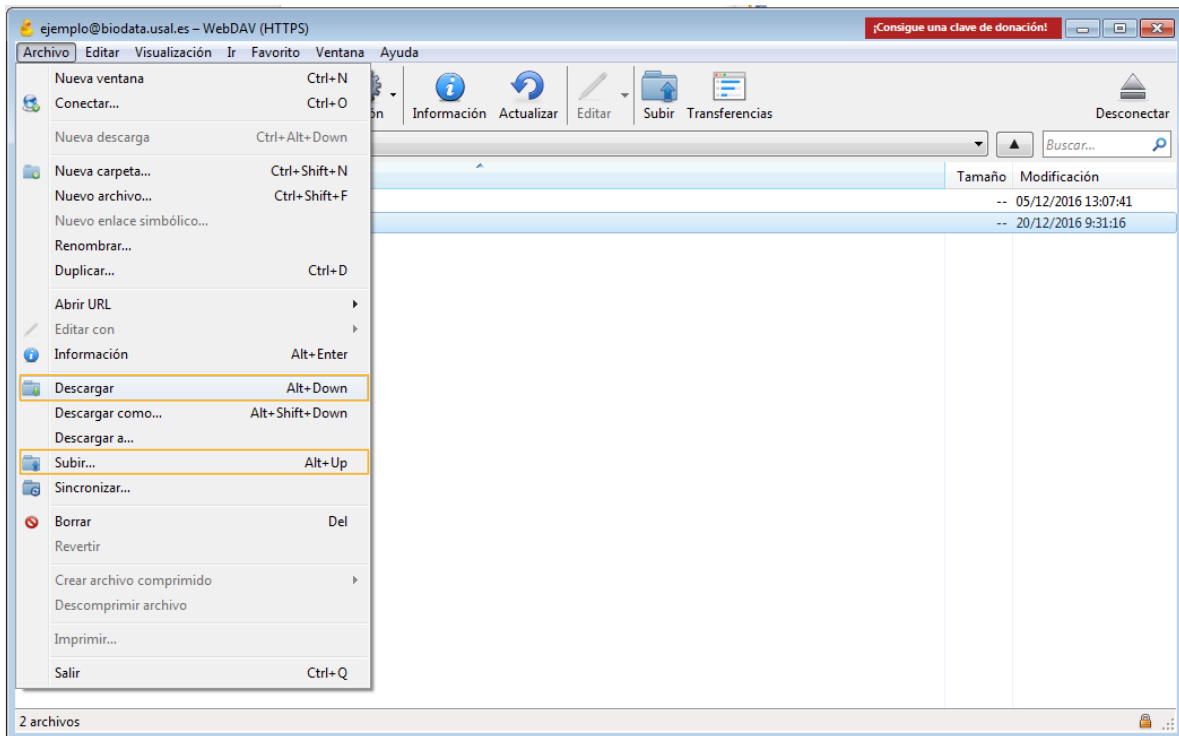 ejemplo@biodata.usal.es – WebDAV (HTTPS)
¡Consigue una clave de donación!
Archivo Editar Visualización Ir Favorito Ventana Ayuda
Información Actualizar Editar Subir Transferencias Desconectar
Buscar...
Tamaño Modificación
-- 05/12/2016 13:07:41
-- 20/12/2016 9:31:16
Nueva ventana Ctrl+N
Conectar... Ctrl+O
Nueva descarga Ctrl+Alt+Down
Nueva carpeta... Ctrl+Shift+N
Nuevo archivo... Ctrl+Shift+F
Nuevo enlace simbólico...
Renombrar...
Duplicar... Ctrl+D
Abrir URL
Editar con
Información Alt+Enter
Descargar Alt+Down
Descargar como... Alt+Shift+Down
Descargar a...
Subir... Alt+Up
Sincronizar...
Borrar Del
Revertir
Crear archivo comprimido
Descomprimir archivo
Imprimir...
Salir Ctrl+Q
2 archivos